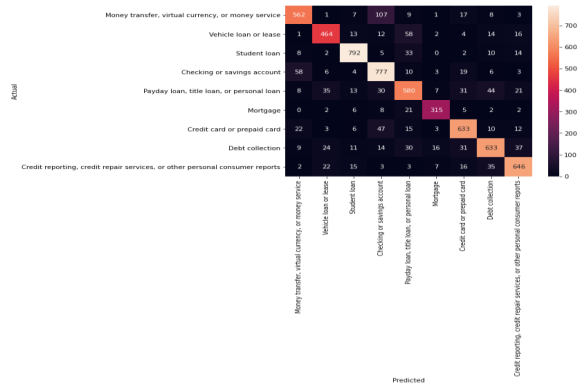 Actual
Money transfer, virtual currency, or money service 562 1 7 107 9 1 17 8 3
Vehicle loan or lease 1 464 13 12 58 2 4 14 16
Student loan 8 2 792 5 33 0 2 10 14
Checking or savings account 58 6 4 777 10 3 19 6 3
Payday loan, title loan, or personal loan 8 35 13 30 580 2 31 44 21
Mortgage 0 2 6 8 21 315 5 2 2
Credit card or prepaid card 22 3 6 47 15 3 633 10 12
Debt collection 9 24 11 14 30 16 31 633 37
Credit reporting, credit repair services, or other personal consumer reports 2 22 15 3 3 7 16 35 646
700
600
500
400
300
200
100
0
Money transfer, virtual currency, or money service
Vehicle loan or lease
Student loan
Checking or savings account
Payday loan, title loan, or personal loan
Mortgage
Credit card or prepaid card
Debt collection
Credit reporting, credit repair services, or other personal consumer reports
Predicted